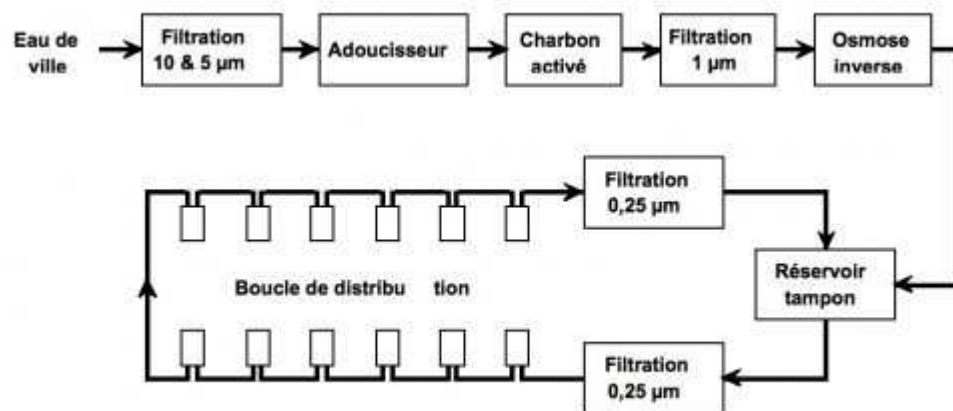 Eau de
ville
Filtration
10 & 5 µm
Adoucisseur
Charbon
activé
Filtration
1 µm
Osmose
inverse
Filtration
0,25 µm
Réservoir
tampon
Boucle de distribu tion
Filtration
0,25 µm